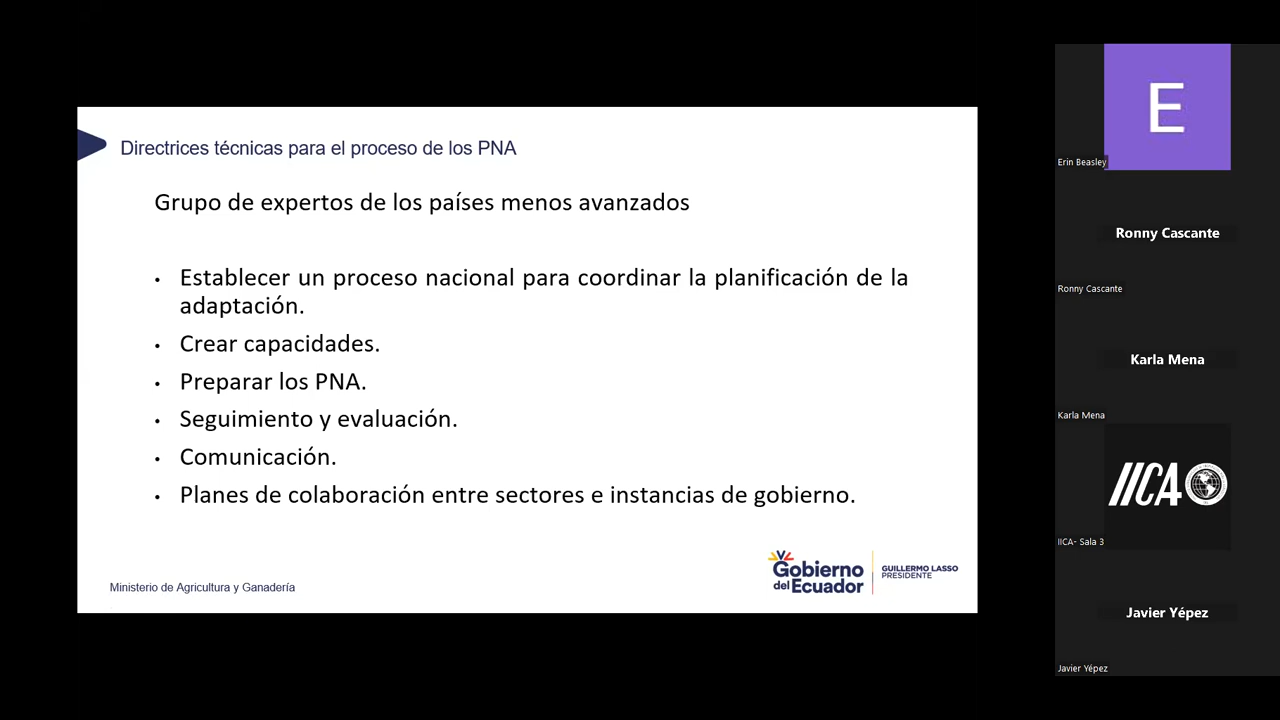 Directrices técnicas para el proceso de los PNA
Grupo de expertos de los países menos avanzados
• Establecer un proceso nacional para coordinar la planificación de la
adaptación.
• Crear capacidades.
• Preparar los PNA.
• Seguimiento y evaluación.
• Comunicación.
• Planes de colaboración entre sectores e instancias de gobierno.
Ministerio de Agricultura y Ganadería
Gobierno
del Ecuador
GUILLERMO LASSO
PRESIDENTE
E
Erin Beasley
Ronny Cascante
Ronny Cascante
Karla Mena
Karla Mena
IICA
IICA- Sala 3
Javier Yépez
Javier Yépez